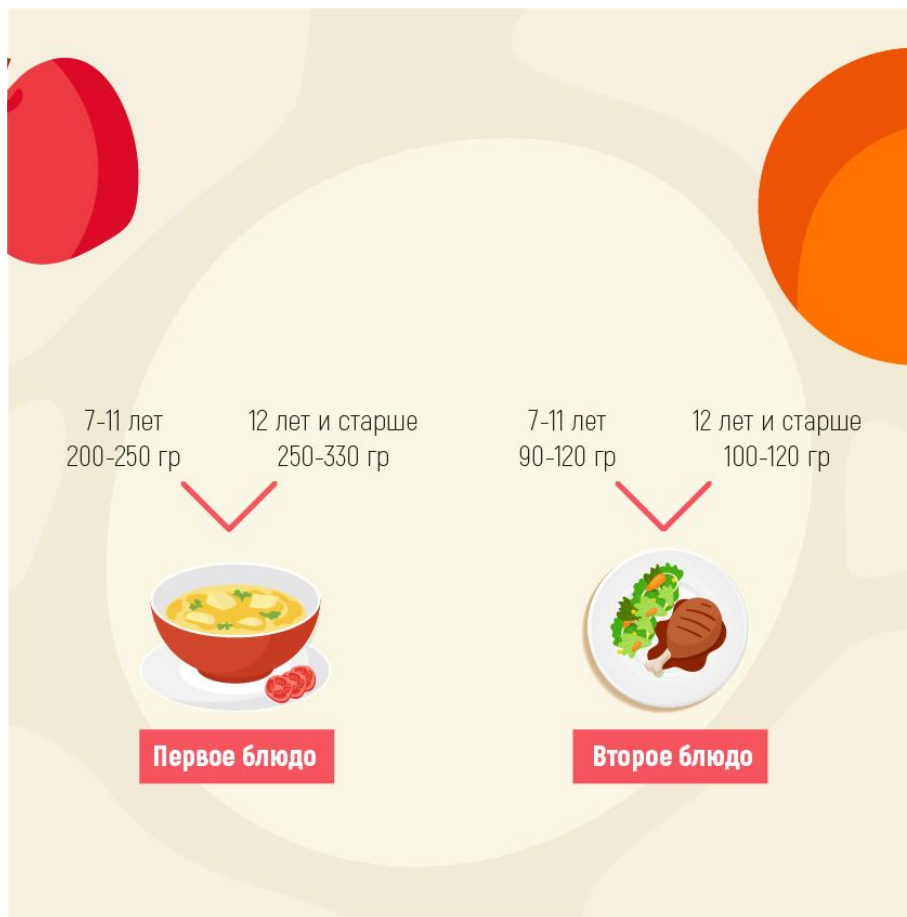 7-11 лет
200-250 гр
12 лет и старше
250-330 гр
7-11 лет
90-120 гр
12 лет и старше
100-120 гр
Первое блюдо
Второе блюдо